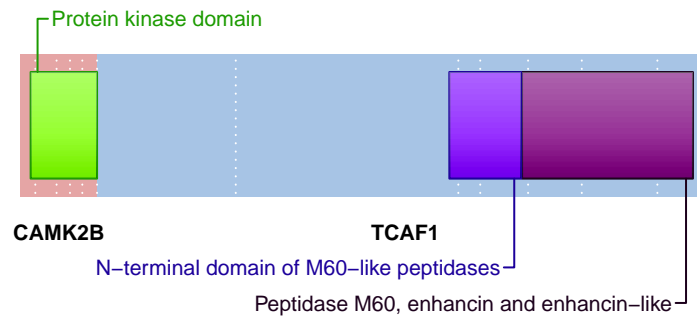 Protein kinase domain
CAMK2B
TCAF1
N−terminal domain of M60−like peptidases
Peptidase M60, enhancin and enhancin−like